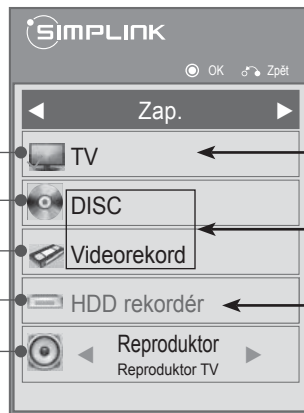 SIMPLINK
OK Zpět
Zap.
TV
DISC
Videorekord
HDD rekordér
Reproduktor
Reproduktor TV